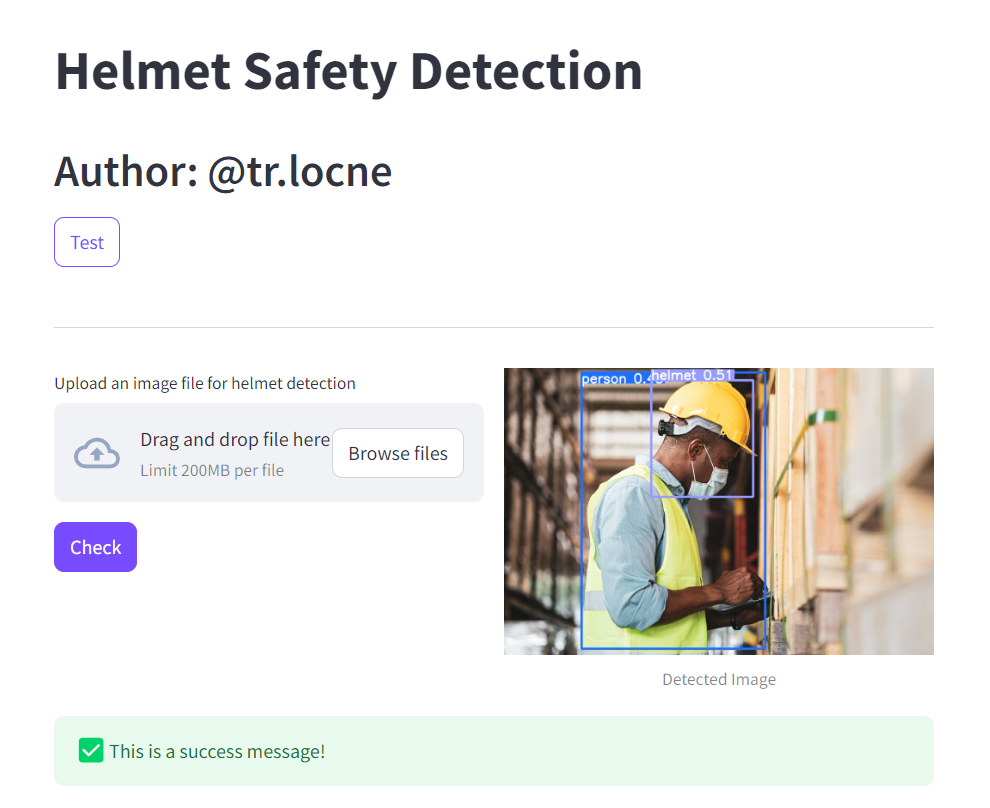 Helmet Safety Detection
Author: @tr.locne
Test
Upload an image file for helmet detection
Drag and drop file here
Limit 200MB per file
Browse files
Check
person 0.4
helmet 0.51
Detected Image
This is a success message!